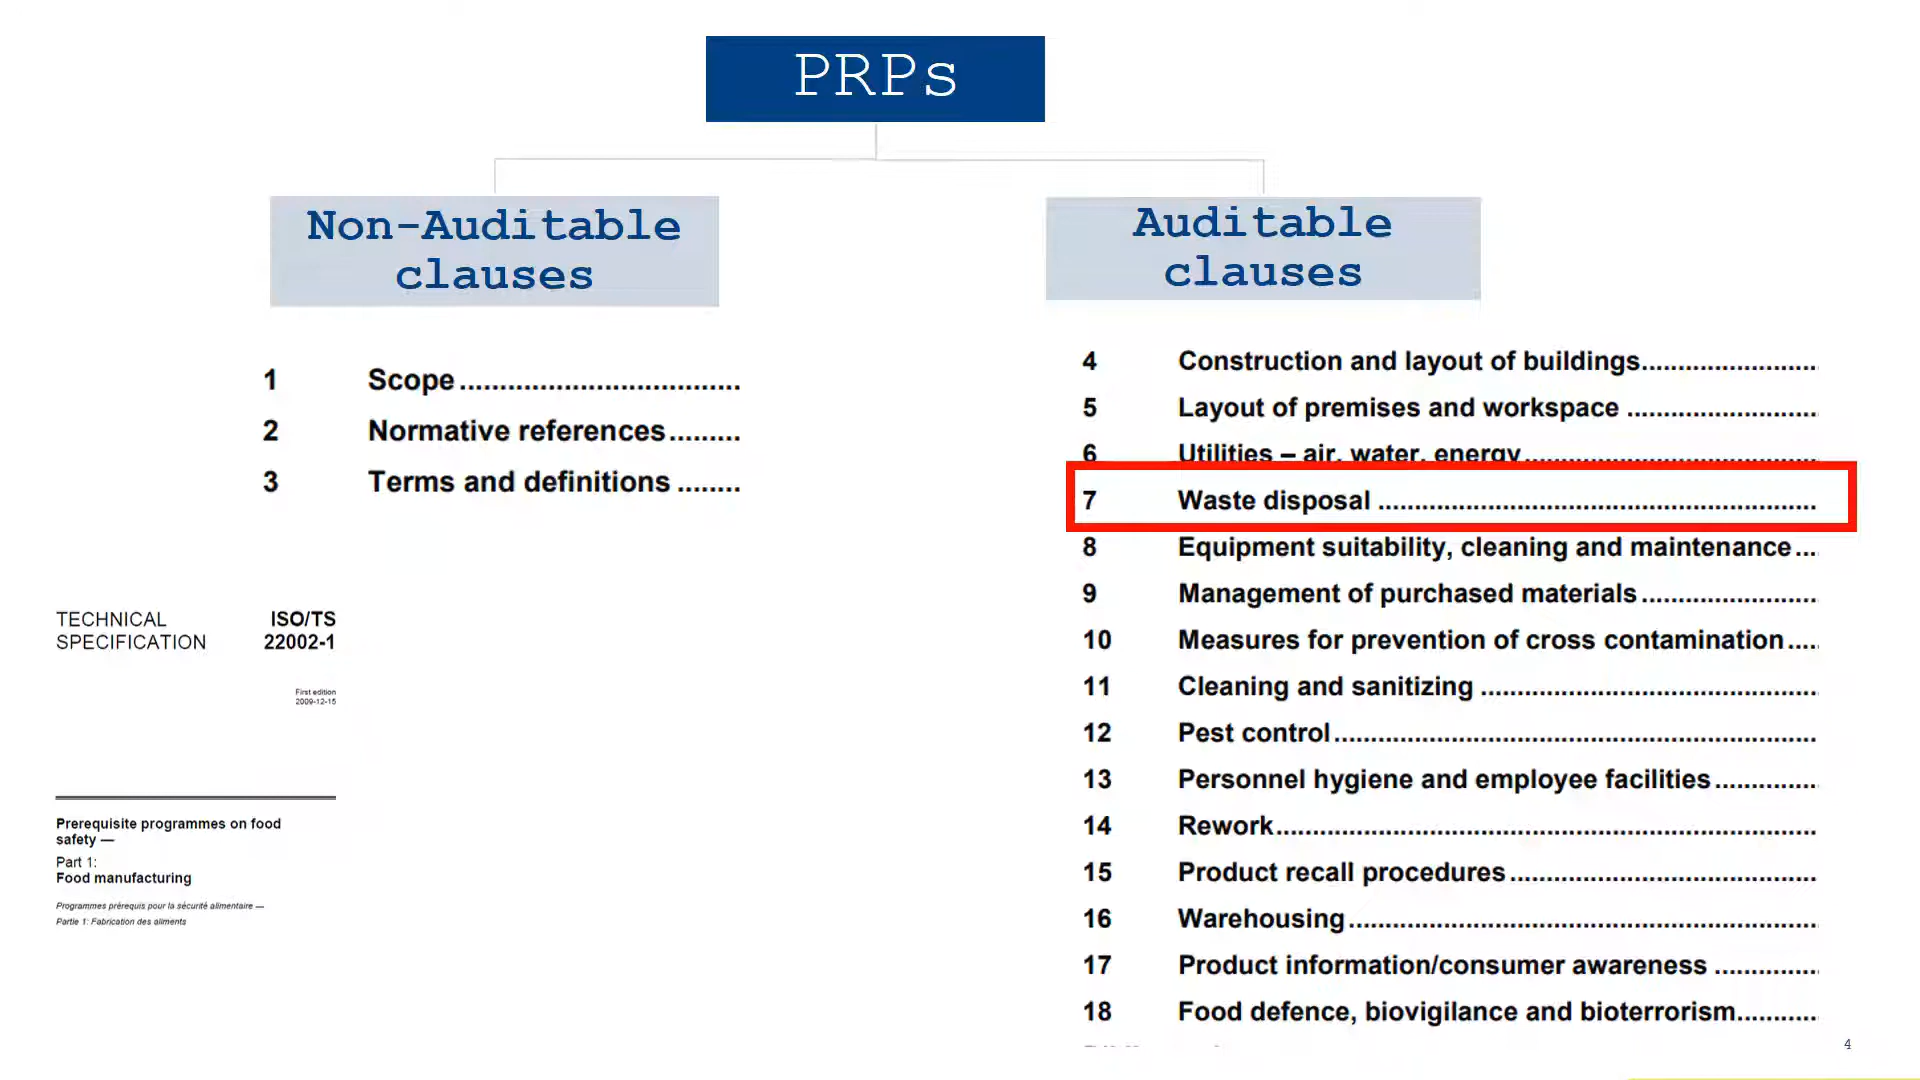 PRPs
Non-Auditable
clauses
1 Scope...................................
2 Normative references.........
3 Terms and definitions ........
TECHNICAL SPECIFICATION
ISO/TS 22002-1
First edition
2009-12-15
Prerequisite programmes on food
safety —
Part 1:
Food manufacturing
Programmes prérequis pour la sécurité alimentaire —
Partie 1: Fabrication des aliments
Auditable
clauses
4 Construction and layout of buildings........................
5 Layout of premises and workspace ..........................
6 Utilities – air, water, energy........................................
7 Waste disposal ............................................................
8 Equipment suitability, cleaning and maintenance...
9 Management of purchased materials........................
10 Measures for prevention of cross contamination....
11 Cleaning and sanitizing ..............................................
12 Pest control..................................................................
13 Personnel hygiene and employee facilities..............
14 Rework..........................................................................
15 Product recall procedures..........................................
16 Warehousing................................................................
17 Product information/consumer awareness ..............
18 Food defence, biovigilance and bioterrorism...........
4